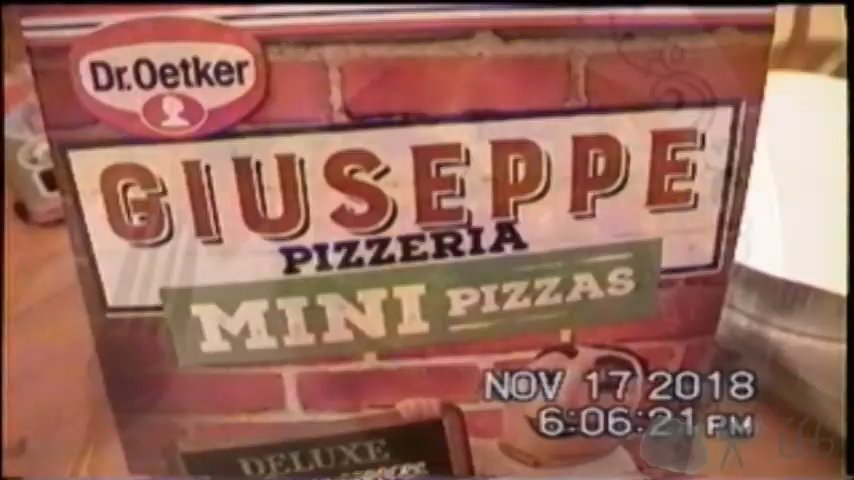 Dr.Oetker
GIUSEPPE
PIZZERIA
MINI PIZZAS
DELUXE
NOV 17 2018
6:06:21 PM